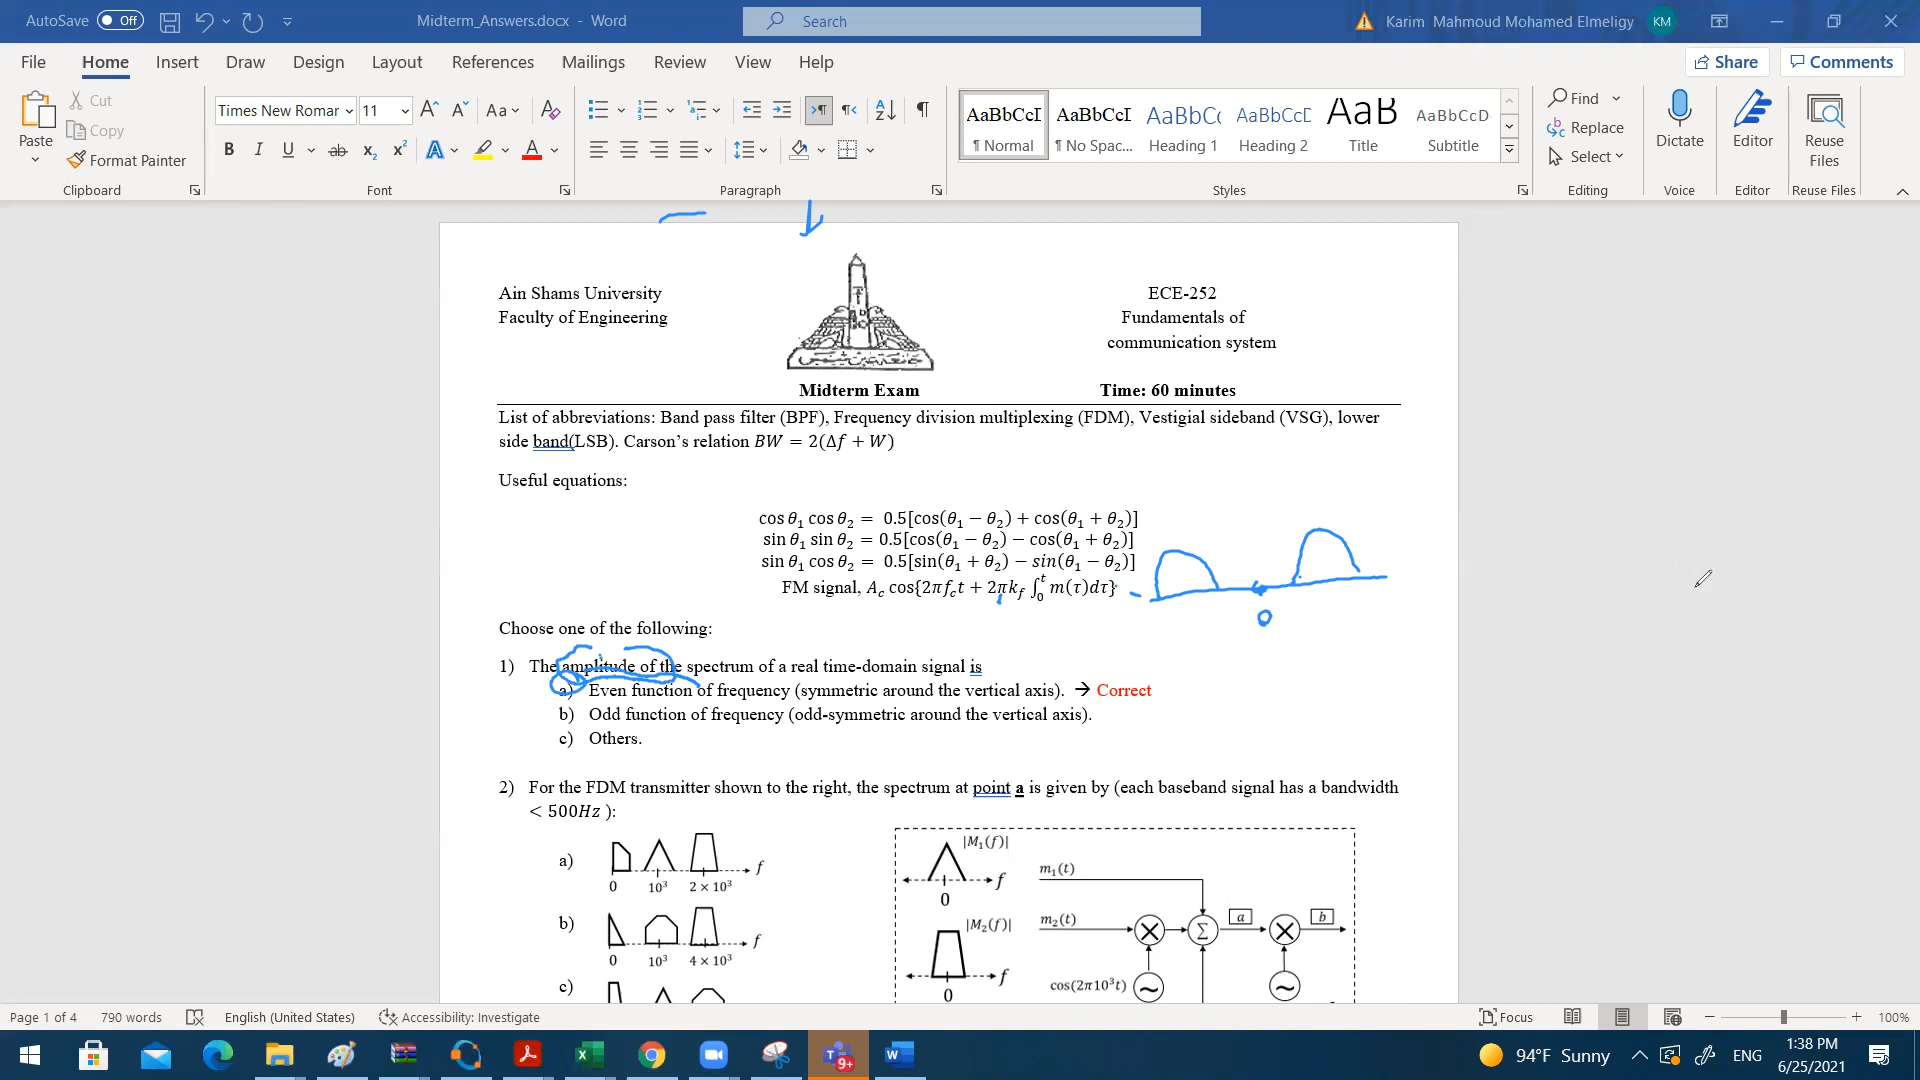 AutoSave Off Midterm_Answers.docx - Word Search Karim Mahmoud Mohamed Elmeligy KM
File Home Insert Draw Design Layout References Mailings Review View Help Share Comments
Paste Cut Copy Format Painter Clipboard
Times New Romar 11 Aa Font
Paragraph
AaBbCcI ¶ Normal
AaBbCcI ¶ No Spac...
AaBbC( Heading 1
AaBbCcD Heading 2
AaB Title
AaBbCcD Subtitle
Styles
Find Replace Select Editing
Dictate Voice
Editor Editor
Reuse Files Reuse Files
Ain Shams University
Faculty of Engineering
ECE-252
Fundamentals of
communication system
Midterm Exam Time: 60 minutes
List of abbreviations: Band pass filter (BPF), Frequency division multiplexing (FDM), Vestigial sideband (VSG), lower
side band(LSB). Carson’s relation BW = 2(Δf + W)
Useful equations:
cos θ₁ cos θ₂ = 0.5[cos(θ₁ − θ₂) + cos(θ₁ + θ₂)]
sin θ₁ sin θ₂ = 0.5[cos(θ₁ − θ₂) − cos(θ₁ + θ₂)]
sin θ₁ cos θ₂ = 0.5[sin(θ₁ + θ₂) − sin(θ₁ − θ₂)]
FM signal, A_c cos{2πf_c t + 2πk_f ∫₀ᵗ m(τ)dτ}
0
Choose one of the following:
1) The amplitude of the spectrum of a real time-domain signal is
a) Even function of frequency (symmetric around the vertical axis). → Correct
b) Odd function of frequency (odd-symmetric around the vertical axis).
c) Others.
2) For the FDM transmitter shown to the right, the spectrum at point a is given by (each baseband signal has a bandwidth
< 500Hz ):
a) 0 10³ 2 × 10³ f
b) 0 10³ 4 × 10³ f
c)
|M₁(f)| f 0
|M₂(f)| f 0
m₁(t)
m₂(t) Σ a b
cos(2π10³t) ~ ~
Page 1 of 4 790 words English (United States) Accessibility: Investigate Focus 100%
9+ 94°F Sunny ENG 1:38 PM
6/25/2021